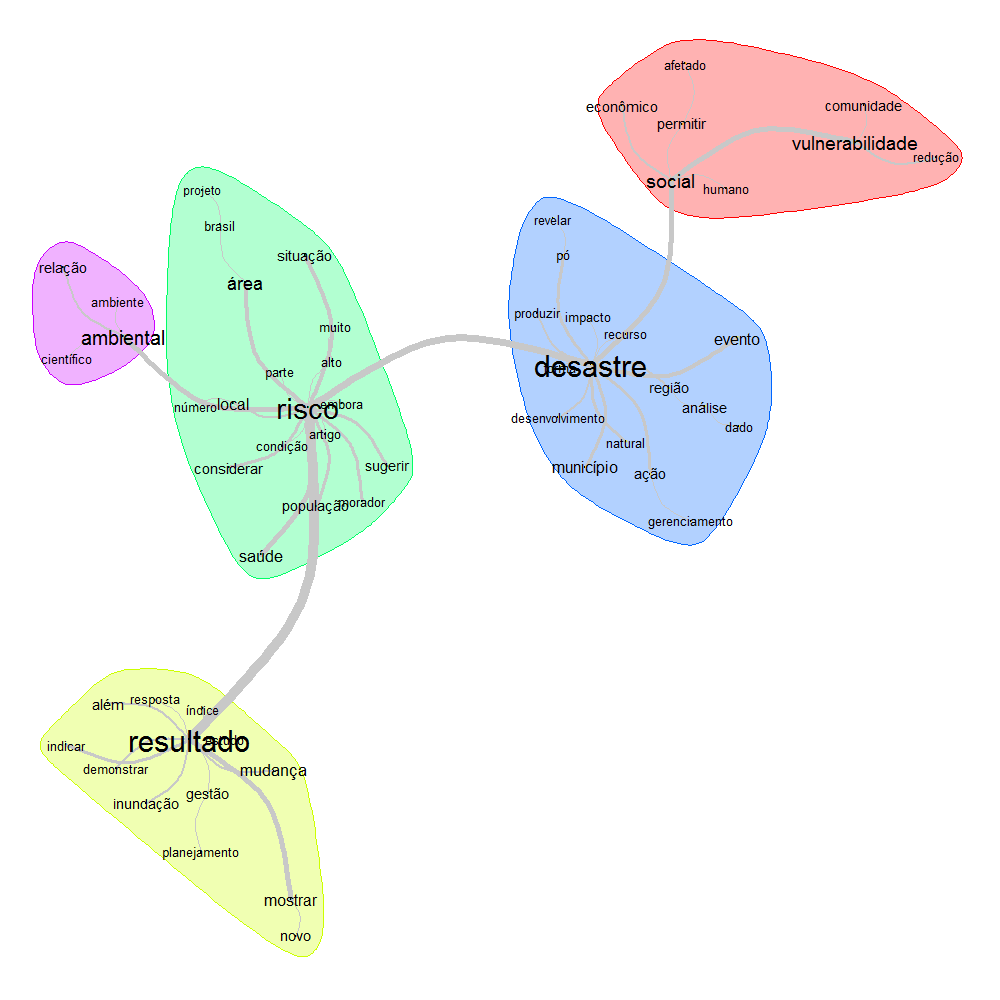 afetado
econômico
comunidade
permitir
vulnerabilidade
redução
social
humano
projeto
brasil
situação
área
muito
alto
parte
número
local
risco
embora
artigo
condição
considerar
sugerir
população
morador
saúde
relação
ambiente
ambiental
científico
revelar
pó
produzir
impacto
recurso
evento
desastre
região
análise
desenvolvimento
dado
natural
município
ação
gerenciamento
além
resposta
índice
resultado
estudo
indicar
demonstrar
mudança
inundação
gestão
planejamento
mostrar
novo